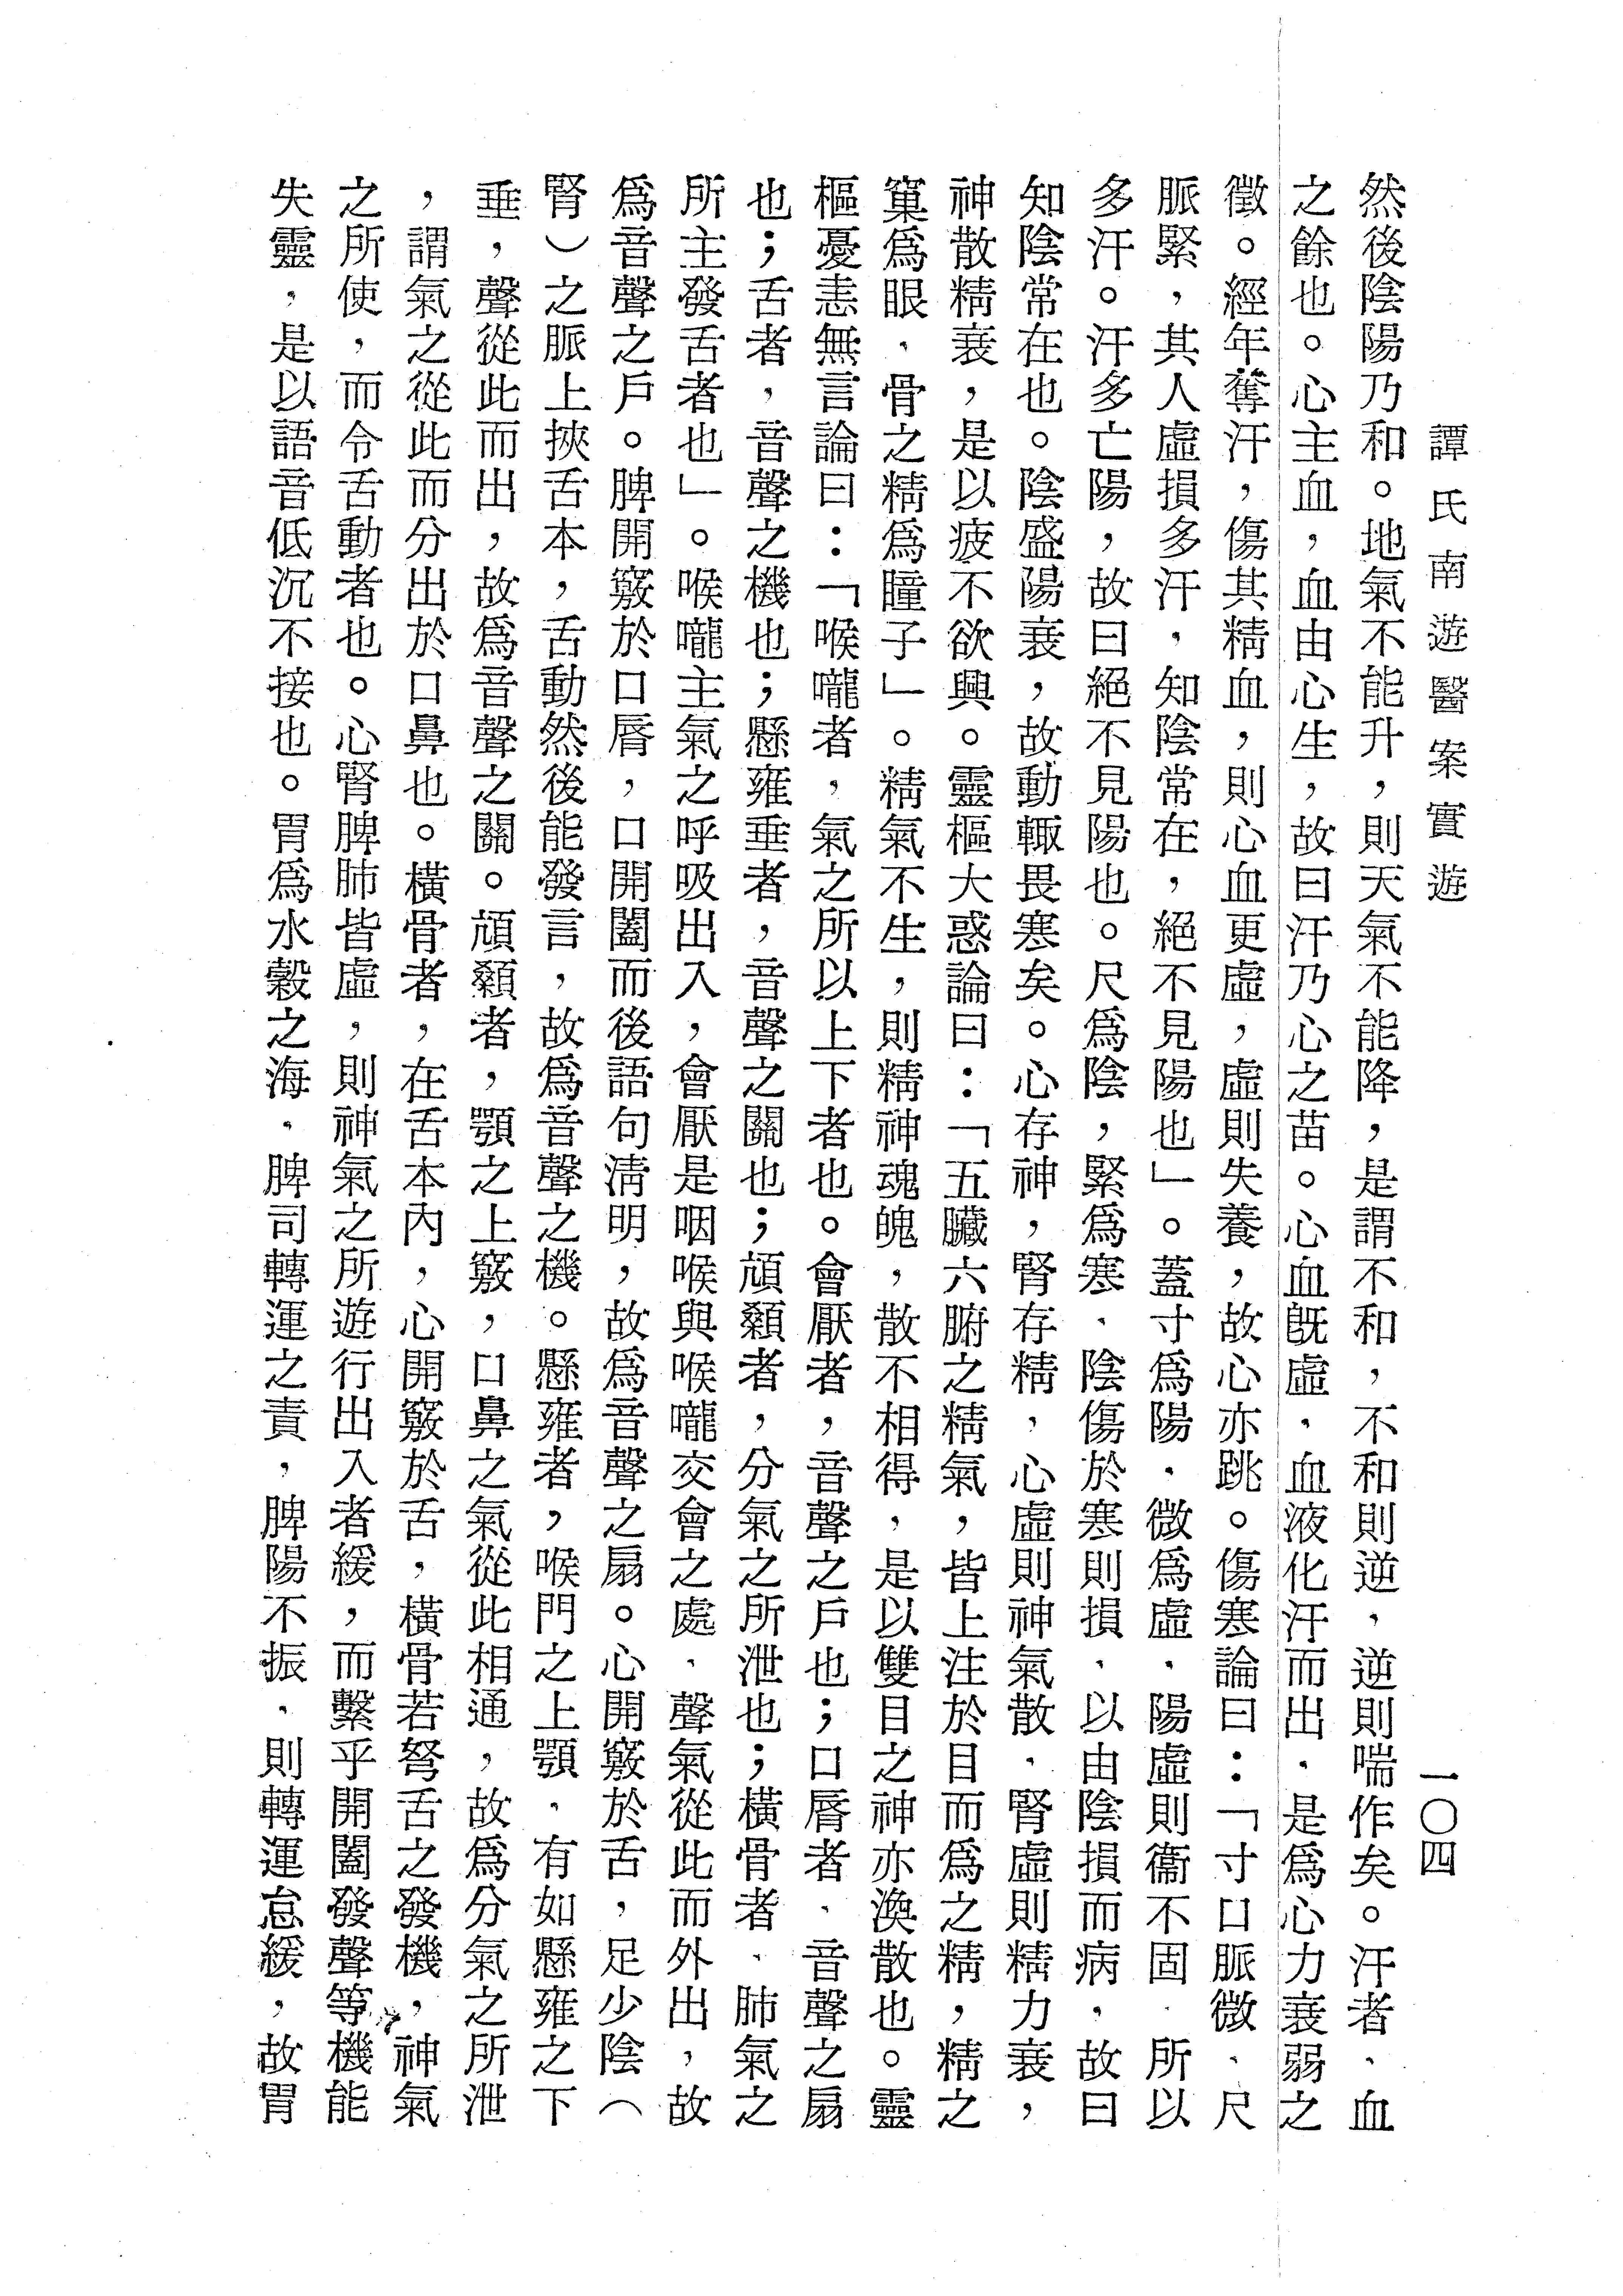 譚氏南遊醫案實遊
一〇四
然後陰陽乃和。地氣不能升，則天氣不能降，是謂不和，不和則逆，逆則喘作矣。汗者、血
之餘也。心主血，血由心生，故曰汗乃心之苗。心血既虛，血液化汗而出，是為心力衰弱之
徵。經年奪汗，傷其精血，則心血更虛，虛則失養，故心亦跳。傷寒論曰：「寸口脈微、尺
脈緊，其人虛損多汗，知陰常在，絕不見陽也」。蓋寸為陽，微為虛，陽虛則衞不固，所以
多汗。汗多亡陽，故曰絕不見陽也。尺為陰，緊為寒，陰傷於寒則損，以由陰損而病，故曰
知陰常在也。陰盛陽衰，故動輒畏寒矣。心存神，腎存精，心虛則神氣散，腎虛則精力衰，
神散精衰，是以疲不欲興。靈樞大惑論曰：「五臟六腑之精氣，皆上注於目而為之精，精之
窠為眼，骨之精為瞳子」。精氣不生，則精神魂魄，散不相得，是以雙目之神亦渙散也。靈
樞憂恚無言論曰：「喉嚨者，氣之所以上下者也。會厭者，音聲之戶也；口脣者，音聲之扇
也；舌者，音聲之機也；懸雍垂者，音聲之關也；頏顙者，分氣之所泄也；橫骨者、肺氣之
所主發舌者也」。喉嚨主氣之呼吸出入，會厭是咽喉與喉嚨交會之處，聲氣從此而外出，故
為音聲之戶。脾開竅於口脣，口開闔而後語句清明，故為音聲之扇。心開竅於舌，足少陰（
腎）之脈上挾舌本，舌動然後能發言，故為音聲之機。懸雍者，喉門之上顎，有如懸雍之下
垂，聲從此而出，故為音聲之關。頏顙者，顎之上竅，口鼻之氣從此相通，故為分氣之所泄
，謂氣之從此而分出於口鼻也。橫骨者，在舌本內，心開竅於舌，橫骨若弩舌之發機，神氣
之所使，而令舌動者也。心腎脾肺皆虛，則神氣之所遊行出入者緩，而繫乎開闔發聲等機能
失靈，是以語音低沉不接也。胃為水穀之海，脾司轉運之責，脾陽不振，則轉運怠緩，故胃